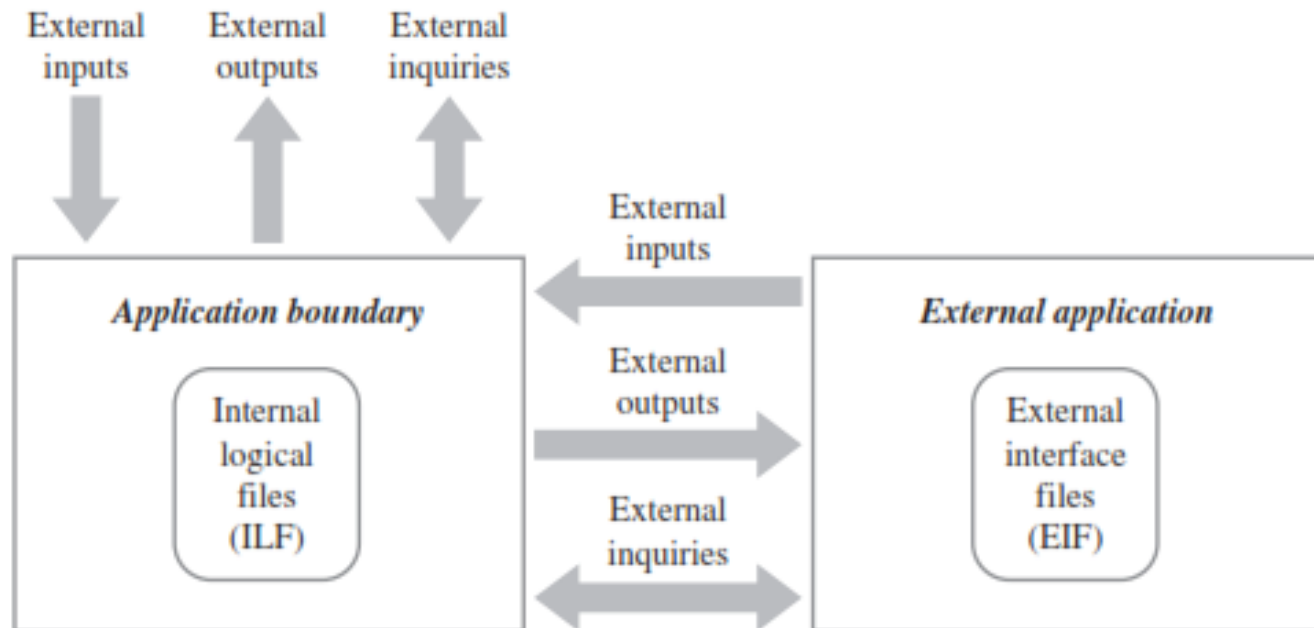 External
inputs
External
outputs
External
inquiries
External
inputs
Application boundary
External application
External
outputs
Internal
logical
files
(ILF)
External
interface
files
(EIF)
External
inquiries